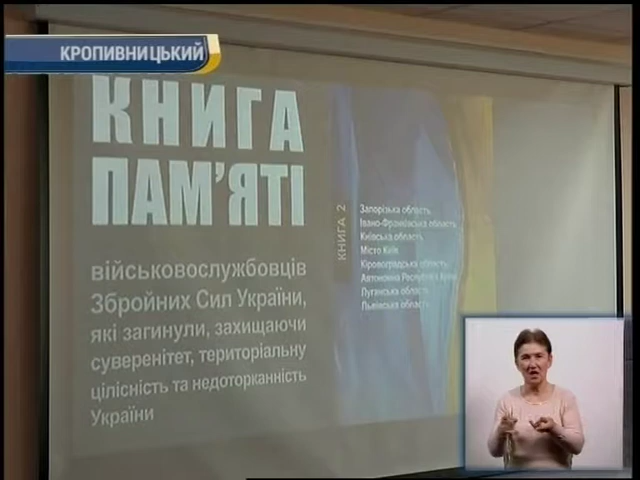 КРОПИВНИЦЬКИЙ
КНИГА
ПАМ'ЯТІ
військовослужбовців
Збройних Сил України,
які загинули, захищаючи
суверенітет, територіальну
цілісність та недоторканність
України
КНИГА 2
Запорізька область,
Івано-Франківська область
Київська область,
Місто Київ
Кіровоградська область,
Автономна Республіка Крим
Луганська область
Львівська область